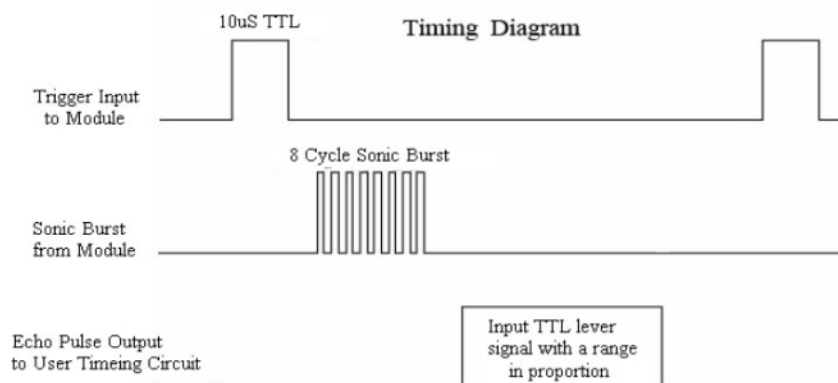 10uS TTL
Timing Diagram
Trigger Input
to Module
8 Cycle Sonic Burst
Sonic Burst
from Module
Echo Pulse Output
to User Timeing Circuit
Input TTL lever
signal with a range
in proportion